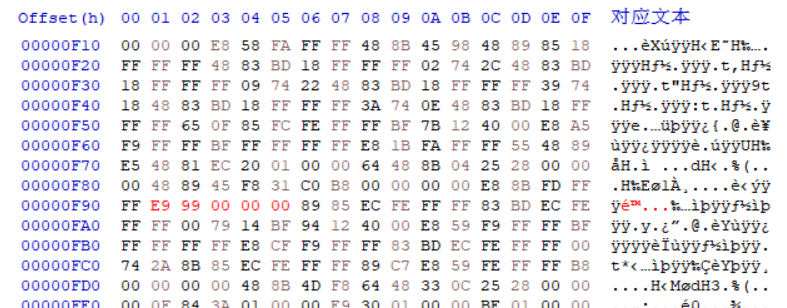 Offset(h) 00 01 02 03 04 05 06 07 08 09 0A 0B 0C 0D 0E 0F 对应文本
00000F10 00 00 00 E8 58 FA FF FF 48 8B 45 98 48 89 85 18 ...èXúÿÿH‹E˜H‰….
00000F20 FF FF FF 48 83 BD 18 FF FF FF 02 74 2C 48 83 BD ÿÿÿHƒ½.ÿÿÿ.t,Hƒ½
00000F30 18 FF FF FF 09 74 22 48 83 BD 18 FF FF FF 39 74 .ÿÿÿ.t"Hƒ½.ÿÿÿ9t
00000F40 18 48 83 BD 18 FF FF FF 3A 74 0E 48 83 BD 18 FF .Hƒ½.ÿÿÿ:t.Hƒ½.ÿ
00000F50 FF FF 65 0F 85 FC FE FF FF BF 7B 12 40 00 E8 A5 ÿÿe.…üþÿÿ¿{.@.è¥
00000F60 F9 FF FF BF FF FF FF FF E8 1B FA FF FF 55 48 89 ùÿÿ¿ÿÿÿÿè.úÿÿUH‰
00000F70 E5 48 81 EC 20 01 00 00 64 48 8B 04 25 28 00 00 åH.ì ...dH‹.%(..
00000F80 00 48 89 45 F8 31 C0 B8 00 00 00 00 E8 8B FD FF .H‰Eø1À¸....è‹ýÿ
00000F90 FF E9 99 00 00 00 89 85 EC FE FF FF 83 BD EC FE ÿé™...‰…ìþÿÿƒ½ìþ
00000FA0 FF FF 00 79 14 BF 94 12 40 00 E8 59 F9 FF FF BF ÿÿ.y.¿”.@.èYùÿÿ¿
00000FB0 FF FF FF FF E8 CF F9 FF FF 83 BD EC FE FF FF 00 ÿÿÿÿèÏùÿÿƒ½ìþÿÿ.
00000FC0 74 2A 8B 85 EC FE FF FF 89 C7 E8 59 FE FF FF B8 t*‹…ìþÿÿ‰ÇèYþÿÿ¸
00000FD0 00 00 00 00 48 8B 4D F8 64 48 33 0C 25 28 00 00 ....H‹MødH3.%(..